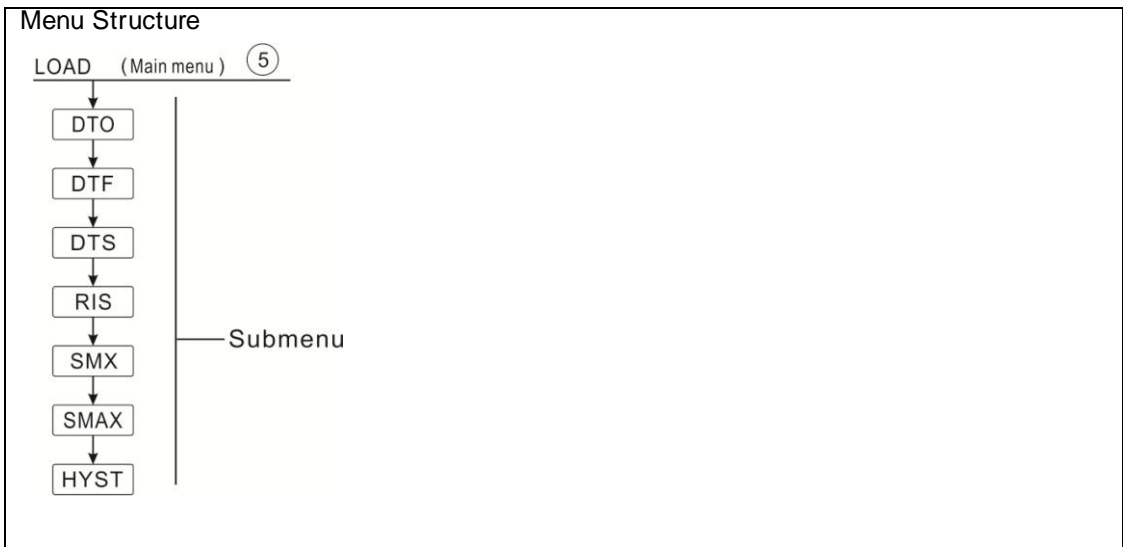 Menu Structure
LOAD (Main menu) 5
DTO
DTF
DTS
RIS
Submenu
SMX
SMAX
HYST